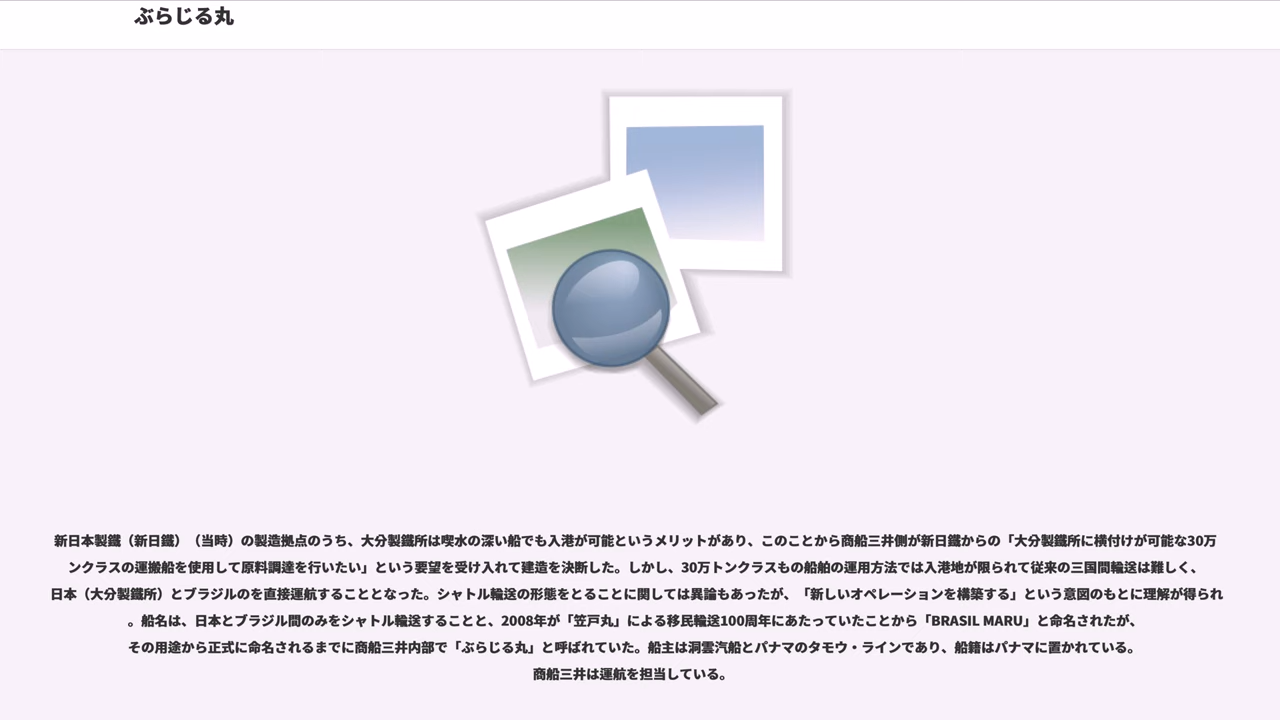 ぶらじる丸
新日本製鐵（新日鐵）（当時）の製造拠点のうち、大分製鐵所は喫水の深い船でも入港が可能というメリットがあり、このことから商船三井側が新日鐵からの「大分製鐵所に横付けが可能な30万
ンクラスの運搬船を使用して原料調達を行いたい」という要望を受け入れて建造を決断した。しかし、30万トンクラスもの船舶の運用方法では入港地が限られて従来の三国間輸送は難しく、
日本（大分製鐵所）とブラジルのを直接運航することとなった。シャトル輸送の形態をとることに関しては異論もあったが、「新しいオペレーションを構築する」という意図のもとに理解が得られ
。船名は、日本とブラジル間のみをシャトル輸送することと、2008年が「笠戸丸」による移民輸送100周年にあたっていたことから「BRASIL MARU」と命名されたが、
その用途から正式に命名されるまでに商船三井内部で「ぶらじる丸」と呼ばれていた。船主は洞雲汽船とパナマのタモウ・ラインであり、船籍はパナマに置かれている。
商船三井は運航を担当している。